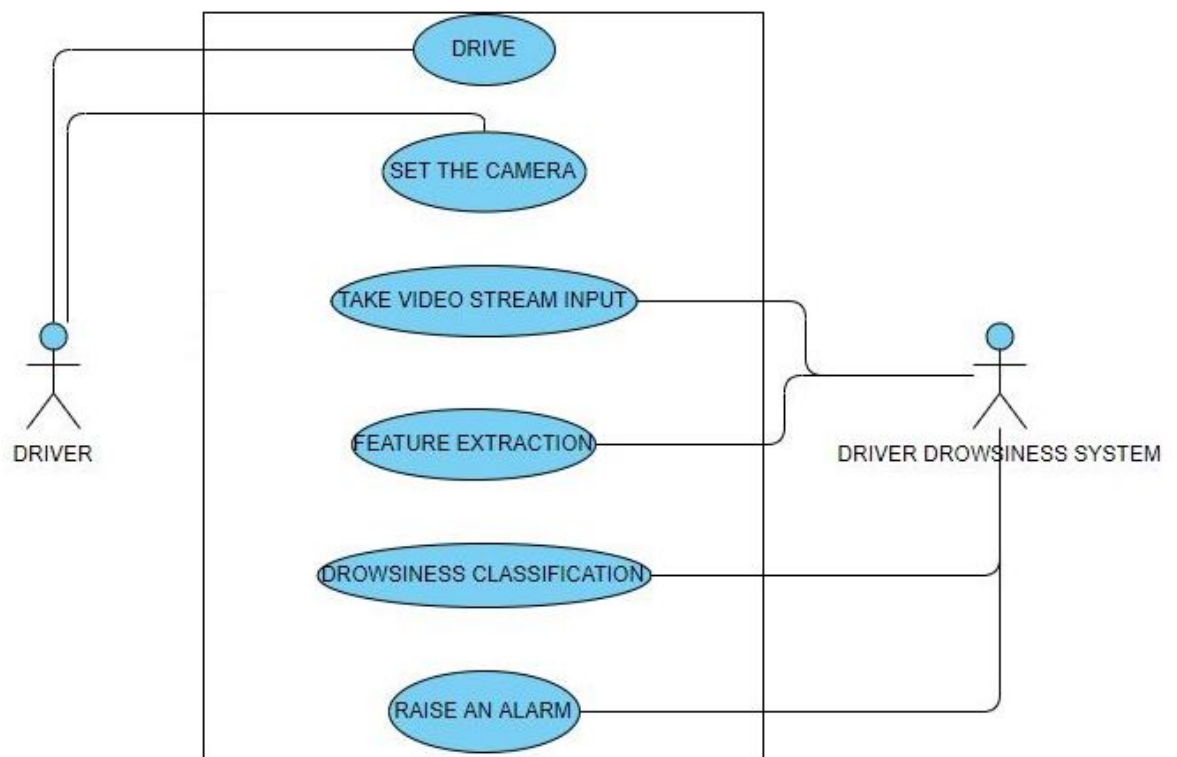 DRIVE
SET THE CAMERA
TAKE VIDEO STREAM INPUT
FEATURE EXTRACTION
DRIVER
DRIVER DROWSINESS SYSTEM
DROWSINESS CLASSIFICATION
RAISE AN ALARM